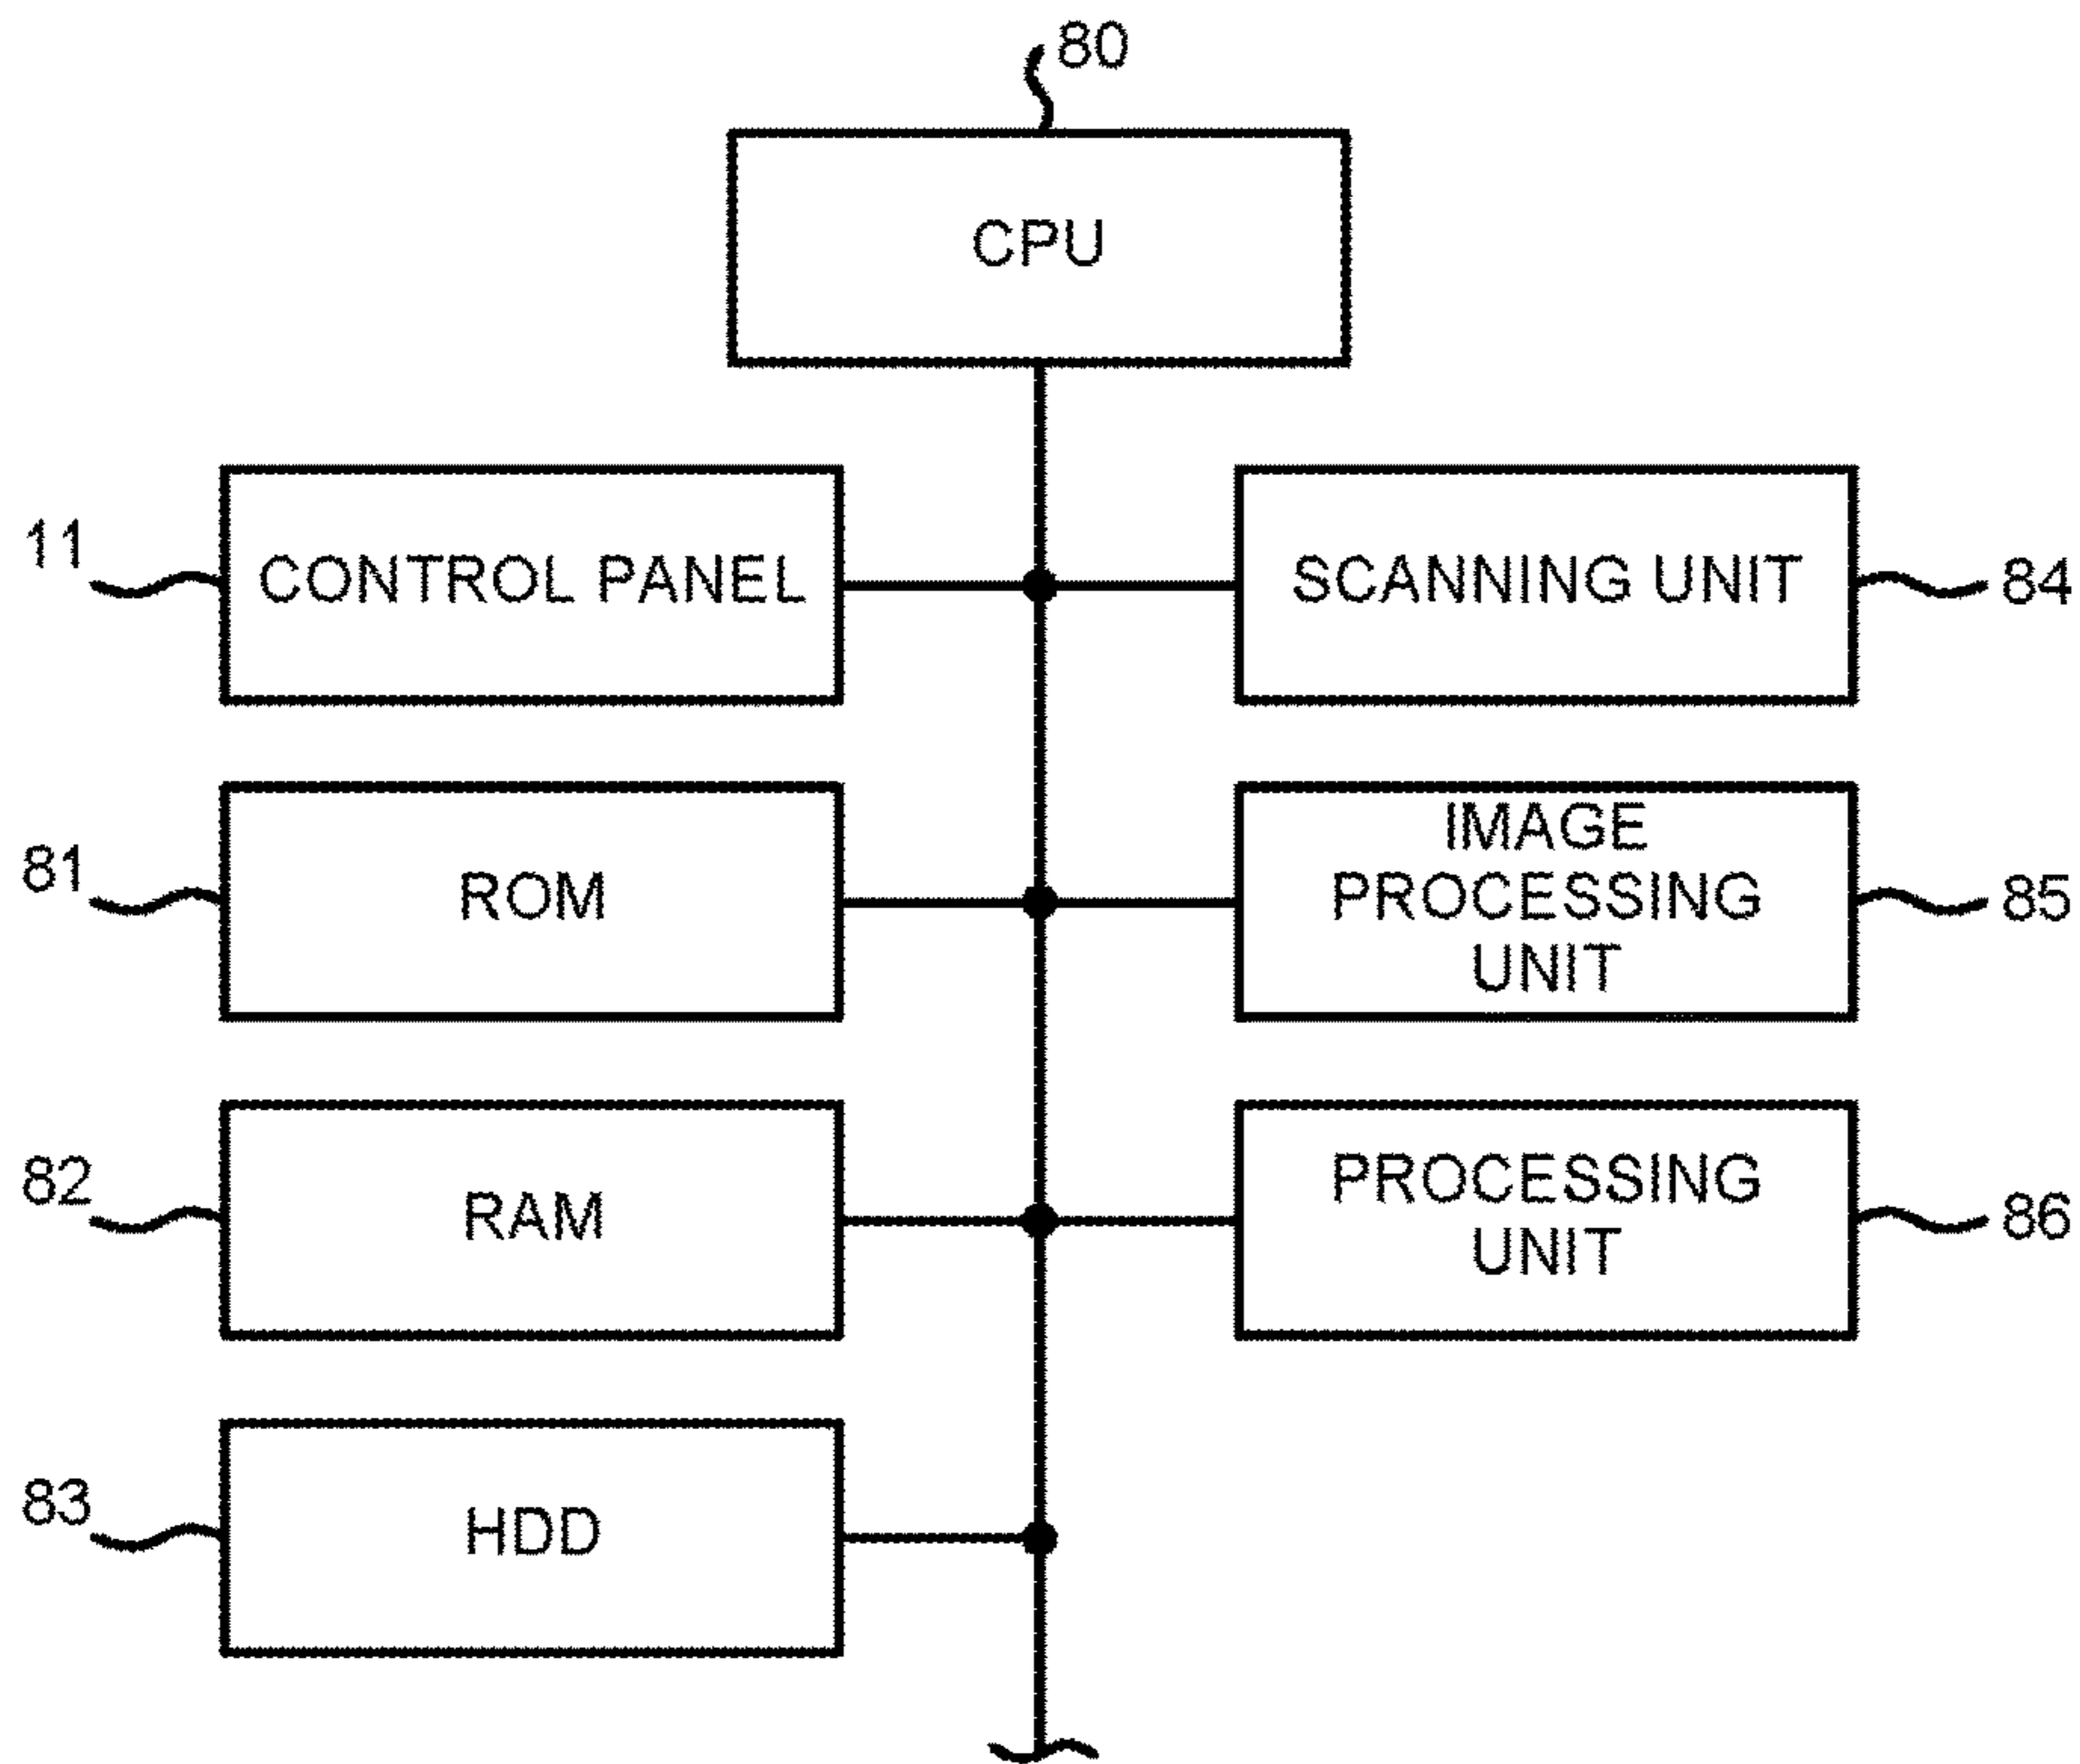 80
CPU
11
CONTROL PANEL
SCANNING UNIT
84
81
ROM
IMAGE
PROCESSING
UNIT
85
82
RAM
PROCESSING
UNIT
86
83
HDD